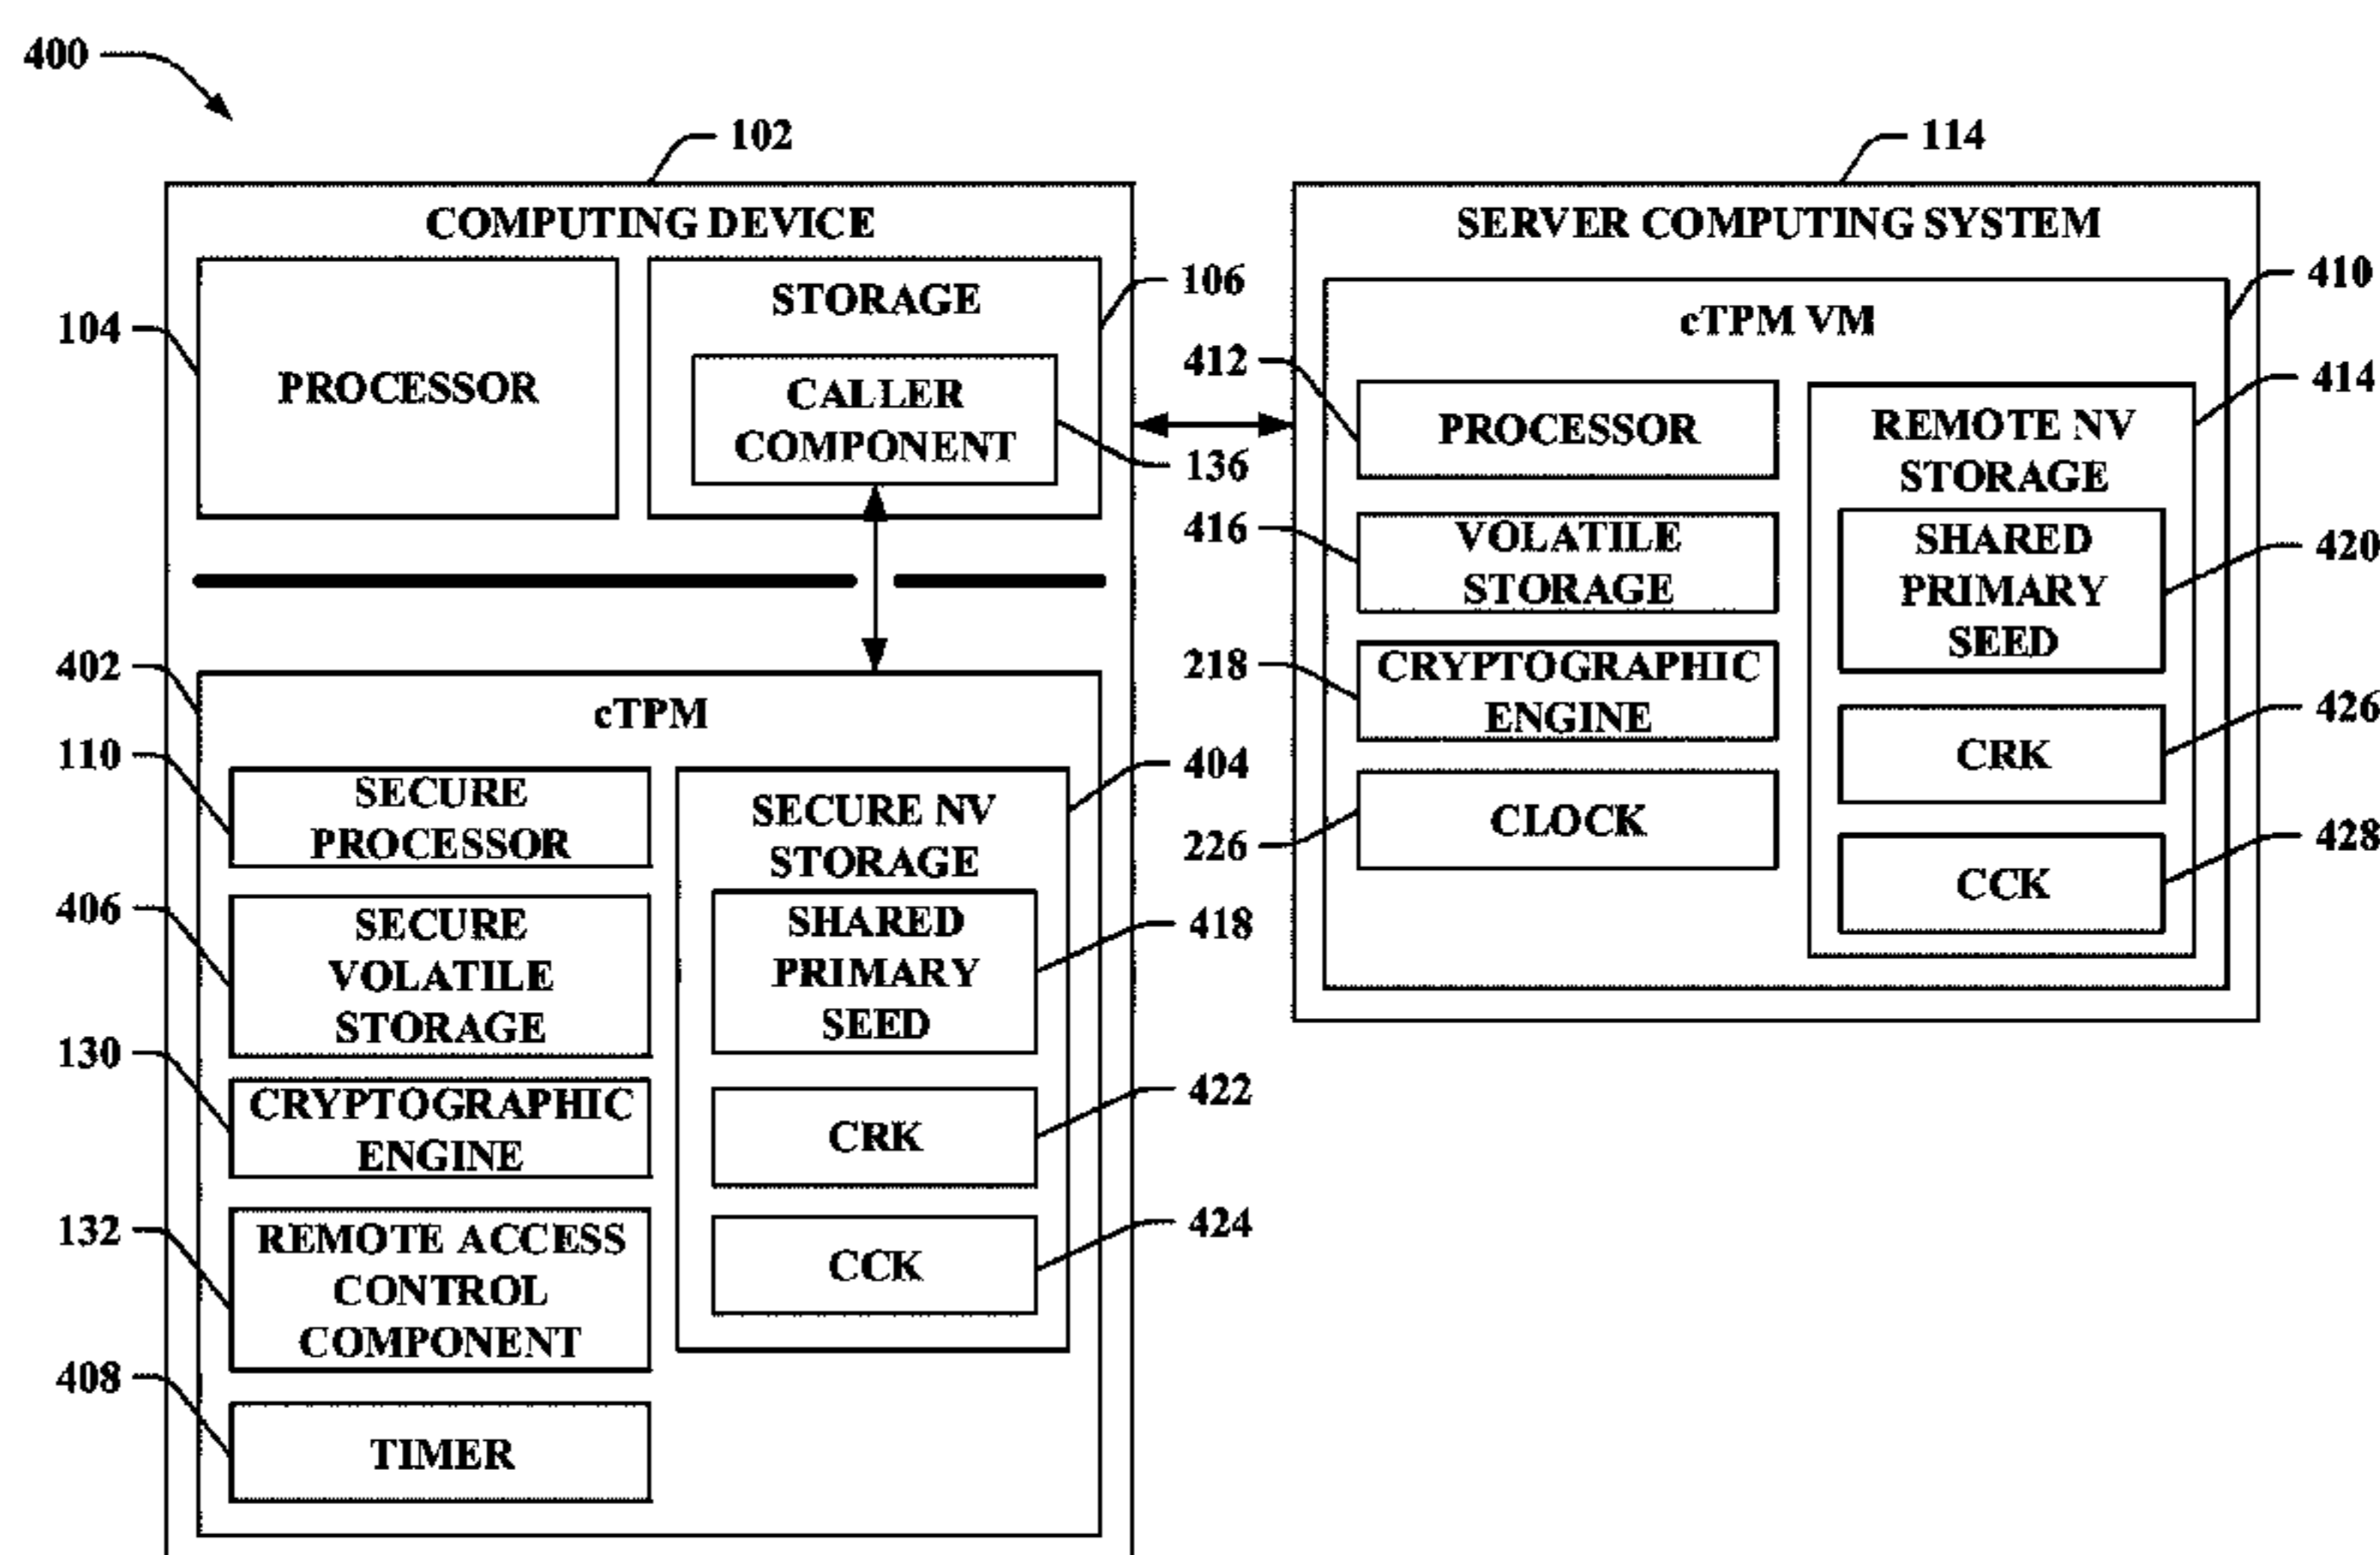 400
102
COMPUTING DEVICE
104
PROCESSOR
STORAGE
106
CALLER
COMPONENT
136
402
cTPM
110
SECURE
PROCESSOR
406
SECURE
VOLATILE
STORAGE
130
CRYPTOGRAPHIC
ENGINE
132
REMOTE ACCESS
CONTROL
COMPONENT
408
TIMER
404
SECURE NV
STORAGE
SHARED
PRIMARY
SEED
418
CRK
422
CCK
424
114
SERVER COMPUTING SYSTEM
410
cTPM VM
412
PROCESSOR
416
VOLATILE
STORAGE
218
CRYPTOGRAPHIC
ENGINE
226
CLOCK
414
REMOTE NV
STORAGE
SHARED
PRIMARY
SEED
420
CRK
426
CCK
428